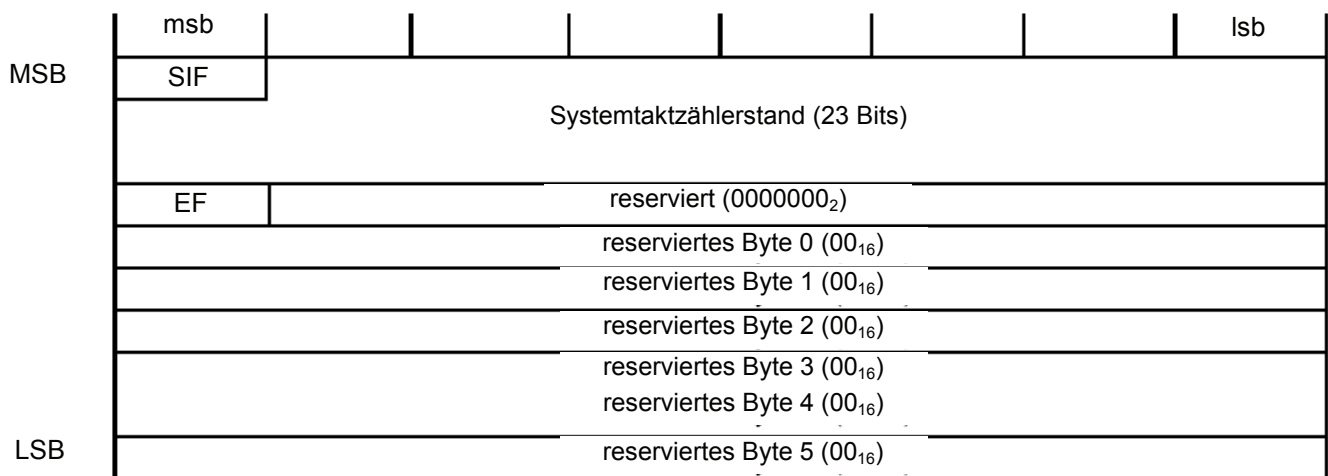 msb lsb
MSB SIF
Systemtaktzählerstand (23 Bits)
EF reserviert (0000000₂)
reserviertes Byte 0 (00₁₆)
reserviertes Byte 1 (00₁₆)
reserviertes Byte 2 (00₁₆)
reserviertes Byte 3 (00₁₆)
reserviertes Byte 4 (00₁₆)
LSB reserviertes Byte 5 (00₁₆)